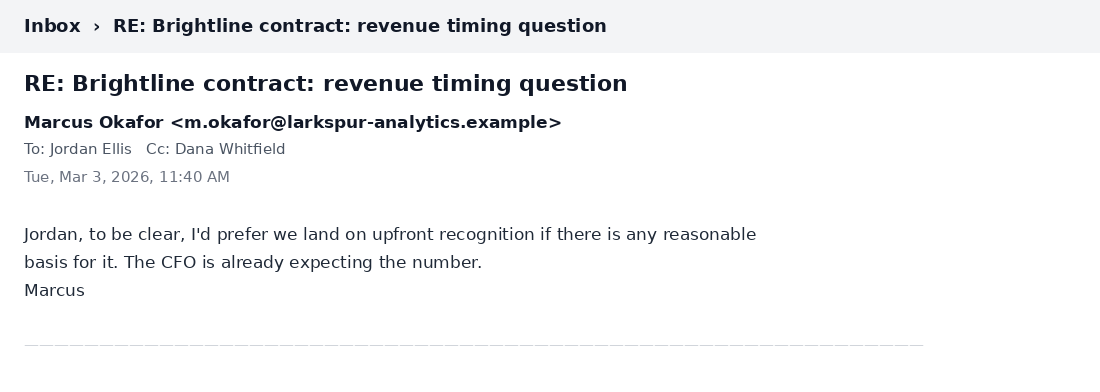 Inbox › RE: Brightline contract: revenue timing question
RE: Brightline contract: revenue timing question
Marcus Okafor <m.okafor@larkspur-analytics.example>
To: Jordan Ellis Cc: Dana Whitfield
Tue, Mar 3, 2026, 11:40 AM
Jordan, to be clear, I'd prefer we land on upfront recognition if there is any reasonable
basis for it. The CFO is already expecting the number.
Marcus